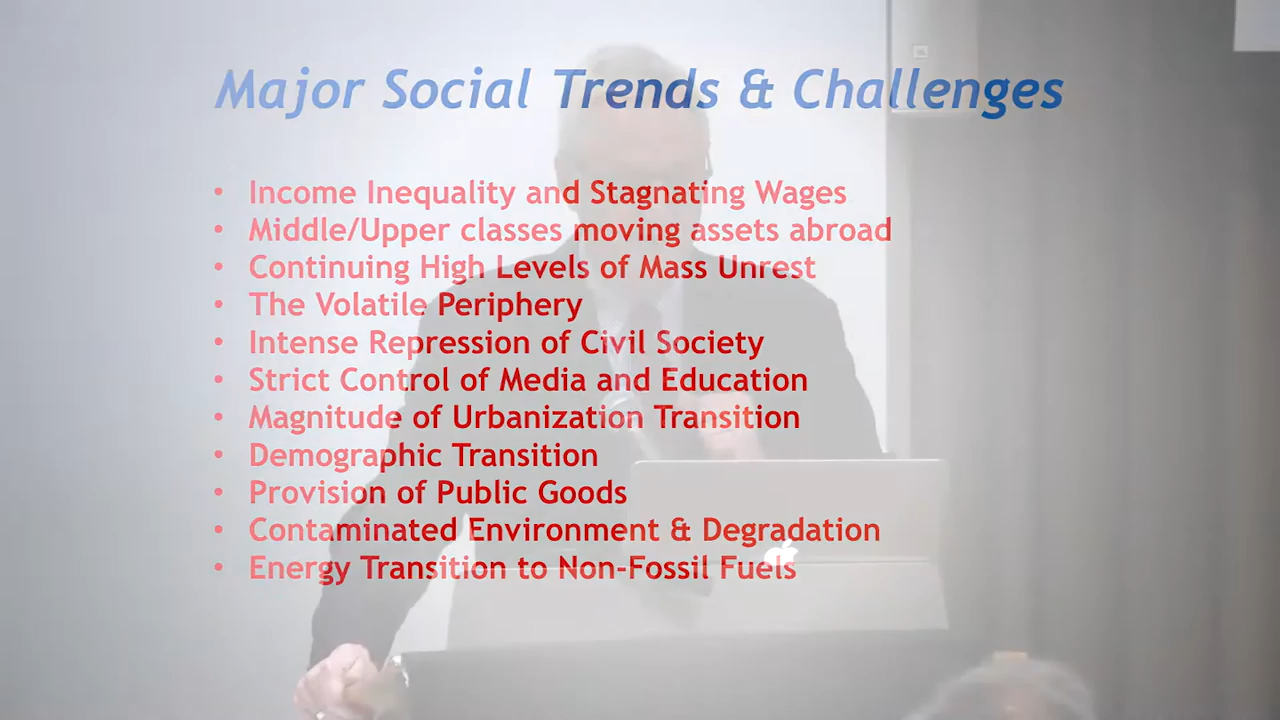 Major Social Trends & Challenges
• Income Inequality and Stagnating Wages
• Middle/Upper classes moving assets abroad
• Continuing High Levels of Mass Unrest
• The Volatile Periphery
• Intense Repression of Civil Society
• Strict Control of Media and Education
• Magnitude of Urbanization Transition
• Demographic Transition
• Provision of Public Goods
• Contaminated Environment & Degradation
• Energy Transition to Non-Fossil Fuels